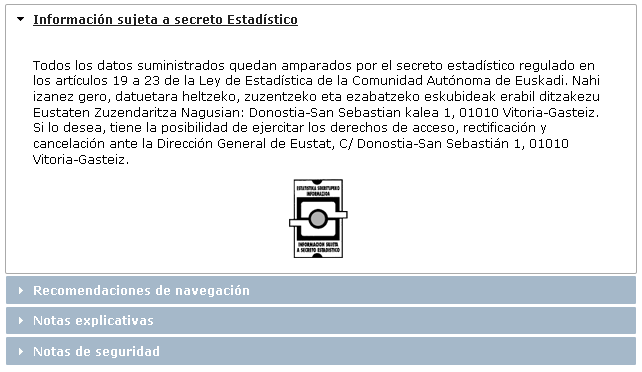 Información sujeta a secreto Estadístico
Todos los datos suministrados quedan amparados por el secreto estadístico regulado en
los artículos 19 a 23 de la Ley de Estadística de la Comunidad Autónoma de Euskadi. Nahi
izanez gero, datuetara heltzeko, zuzentzeko eta ezabatzeko eskubideak erabil ditzakezu
Eustaten Zuzendaritza Nagusian: Donostia-San Sebastian kalea 1, 01010 Vitoria-Gasteiz.
Si lo desea, tiene la posibilidad de ejercitar los derechos de acceso, rectificación y
cancelación ante la Dirección General de Eustat, C/ Donostia-San Sebastián 1, 01010
Vitoria-Gasteiz.
ESTATISTIKA SEKRETUPEKO
INFORMAZIOA
INFORMACION SUJETA
A SECRETO ESTADISTICO
Recomendaciones de navegación
Notas explicativas
Notas de seguridad